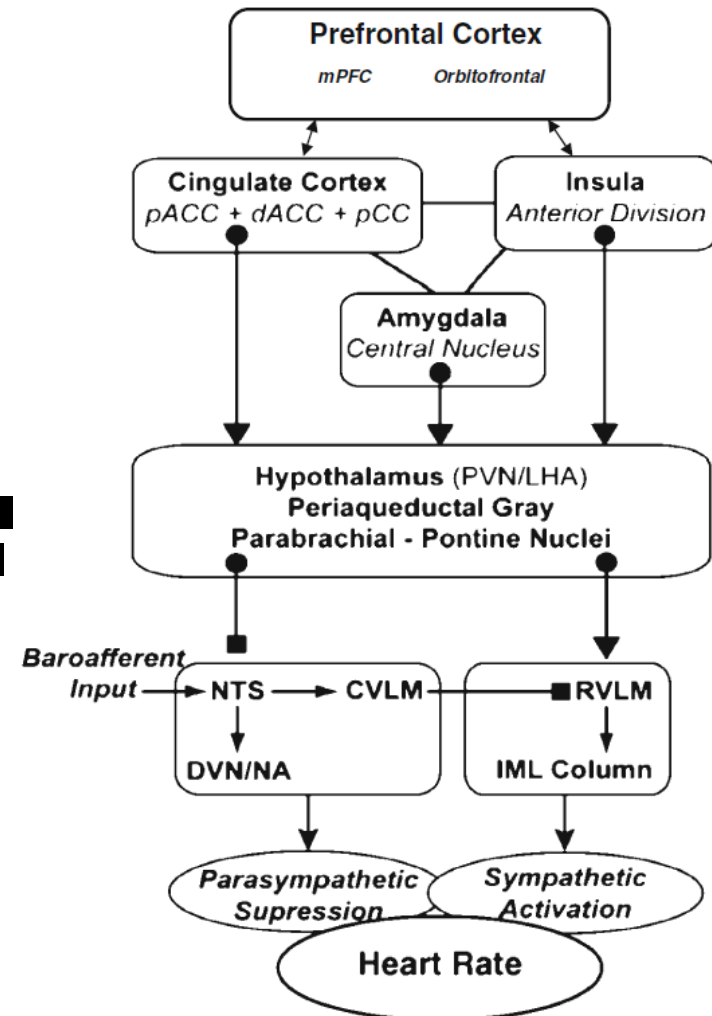 Prefrontal Cortex
mPFC Orbitofrontal
Cingulate Cortex
pACC + dACC + pCC
Insula
Anterior Division
Amygdala
Central Nucleus
Hypothalamus (PVN/LHA)
Periaqueductal Gray
Parabrachial - Pontine Nuclei
Baroafferent
Input
NTS
CVLM
RVLM
DVN/NA
IML Column
Parasympathetic
Supression
Sympathetic
Activation
Heart Rate